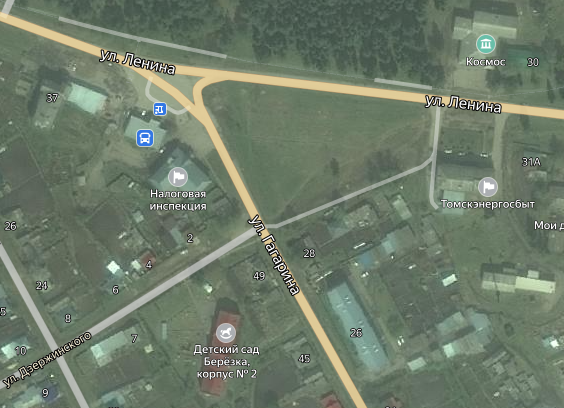 ул. Ленина
Космос
30
37
ул. Ленина
31А
Налоговая
инспекция
Томскэнергосбыт
ул. Гагарина
Мои д
26
2
28
4
49
24
6
5
8
ул. Дзержинского
26
7
10
Детский сад
Березка,
корпус № 2
45
9